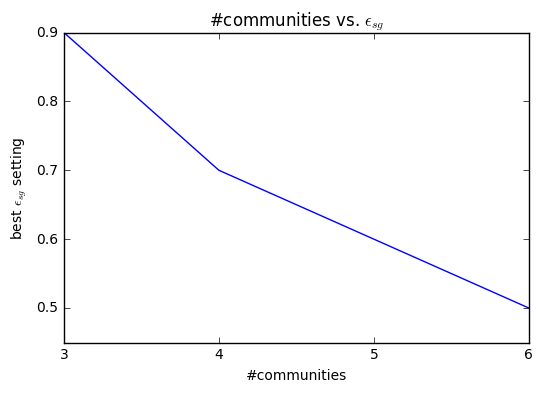 #communities vs. ϵsg
0.9
0.8
0.7
0.6
0.5
best ϵsg setting
3 4 5 6
#communities